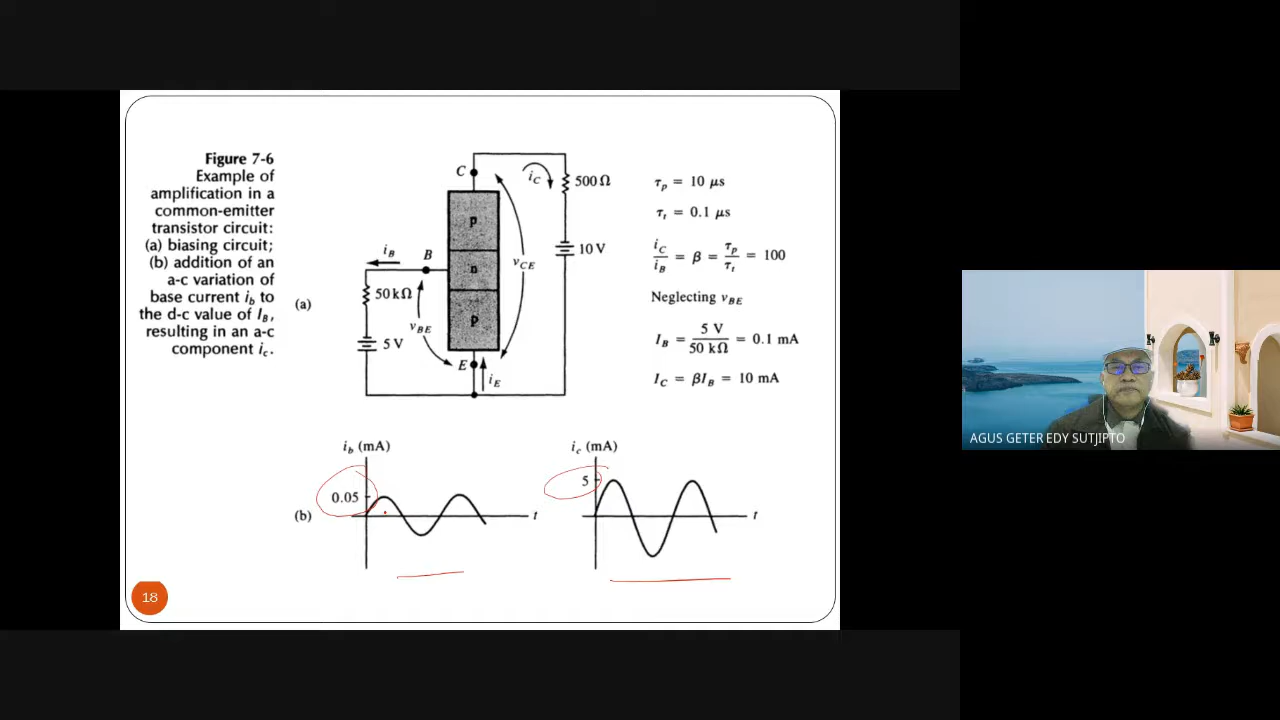 Figure 7-6
Example of
amplification in a
common-emitter
transistor circuit:
(a) biasing circuit;
(b) addition of an
a-c variation of
base current i_b to
the d-c value of I_B,
resulting in an a-c
component i_c.
(a)
C
i_C
500 Ω
p
i_B
B
n
v_CE
10 V
50 kΩ
v_BE
p
5 V
E
i_E
τ_p = 10 μs
τ_t = 0.1 μs
i_C/i_B = β = τ_p/τ_t = 100
Neglecting v_BE
I_B = 5 V/50 kΩ = 0.1 mA
I_C = βI_B = 10 mA
(b)
i_b (mA)
0.05
t
i_c (mA)
5
t
18
AGUS GETER EDY SUTJIPTO